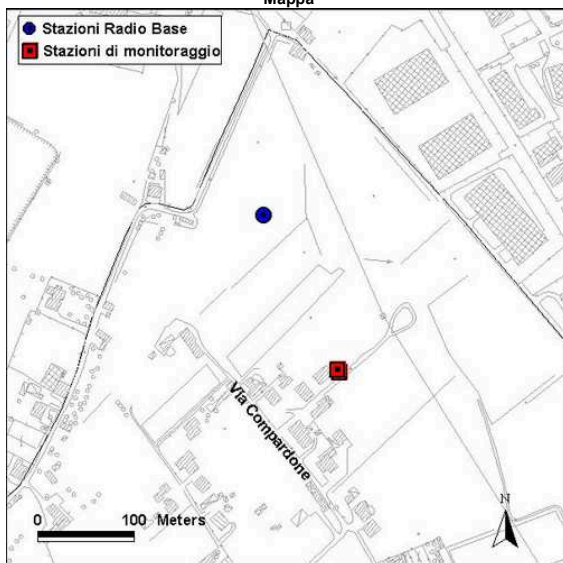 Mappa
Stazioni Radio Base
Stazioni di monitoraggio
Via Compardone
N
0 100 Meters